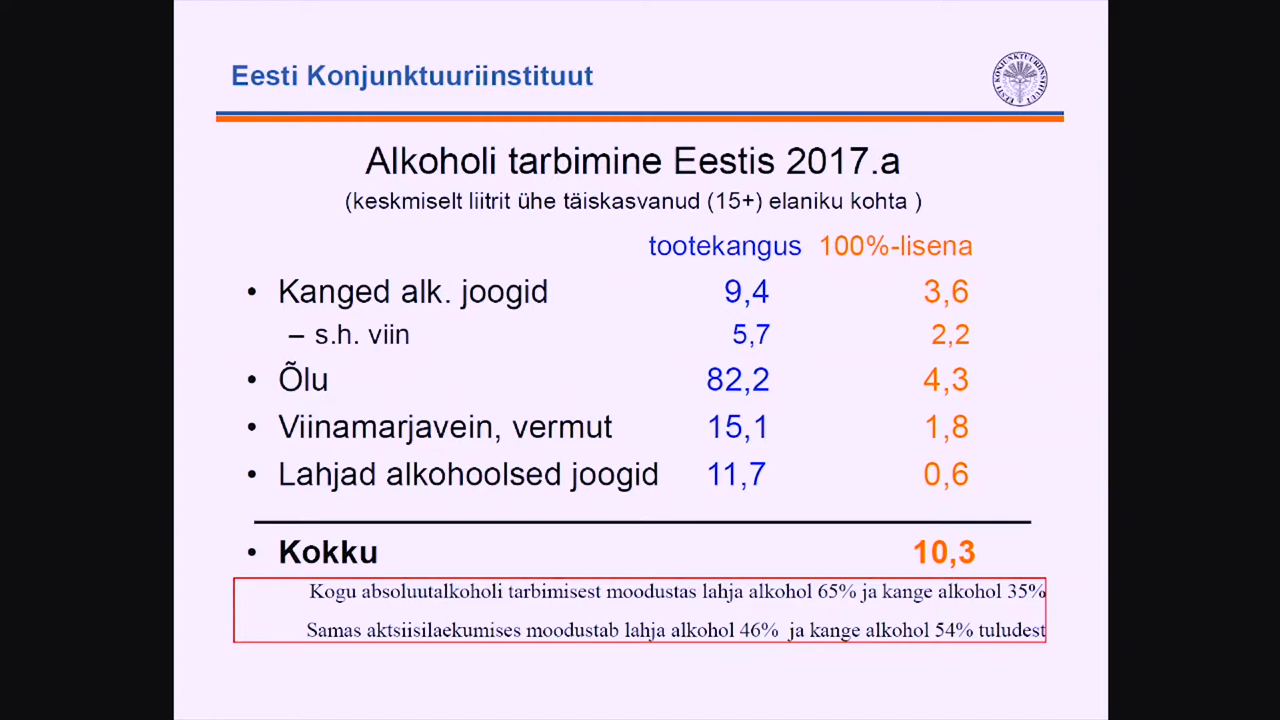 Eesti Konjunktuuriinstituut
EESTI KONJUNKTUURIINSTITUUT
Alkoholi tarbimine Eestis 2017.a
(keskmiselt liitrit ühe täiskasvanud (15+) elaniku kohta )
tootekangus 100%-lisena
• Kanged alk. joogid 9,4 3,6
– s.h. viin 5,7 2,2
• Õlu 82,2 4,3
• Viinamarjavein, vermut 15,1 1,8
• Lahjad alkohoolsed joogid 11,7 0,6
• Kokku 10,3
Kogu absoluutalkoholi tarbimisest moodustas lahja alkohol 65% ja kange alkohol 35%
Samas aktsiisilaekumises moodustab lahja alkohol 46% ja kange alkohol 54% tuludest